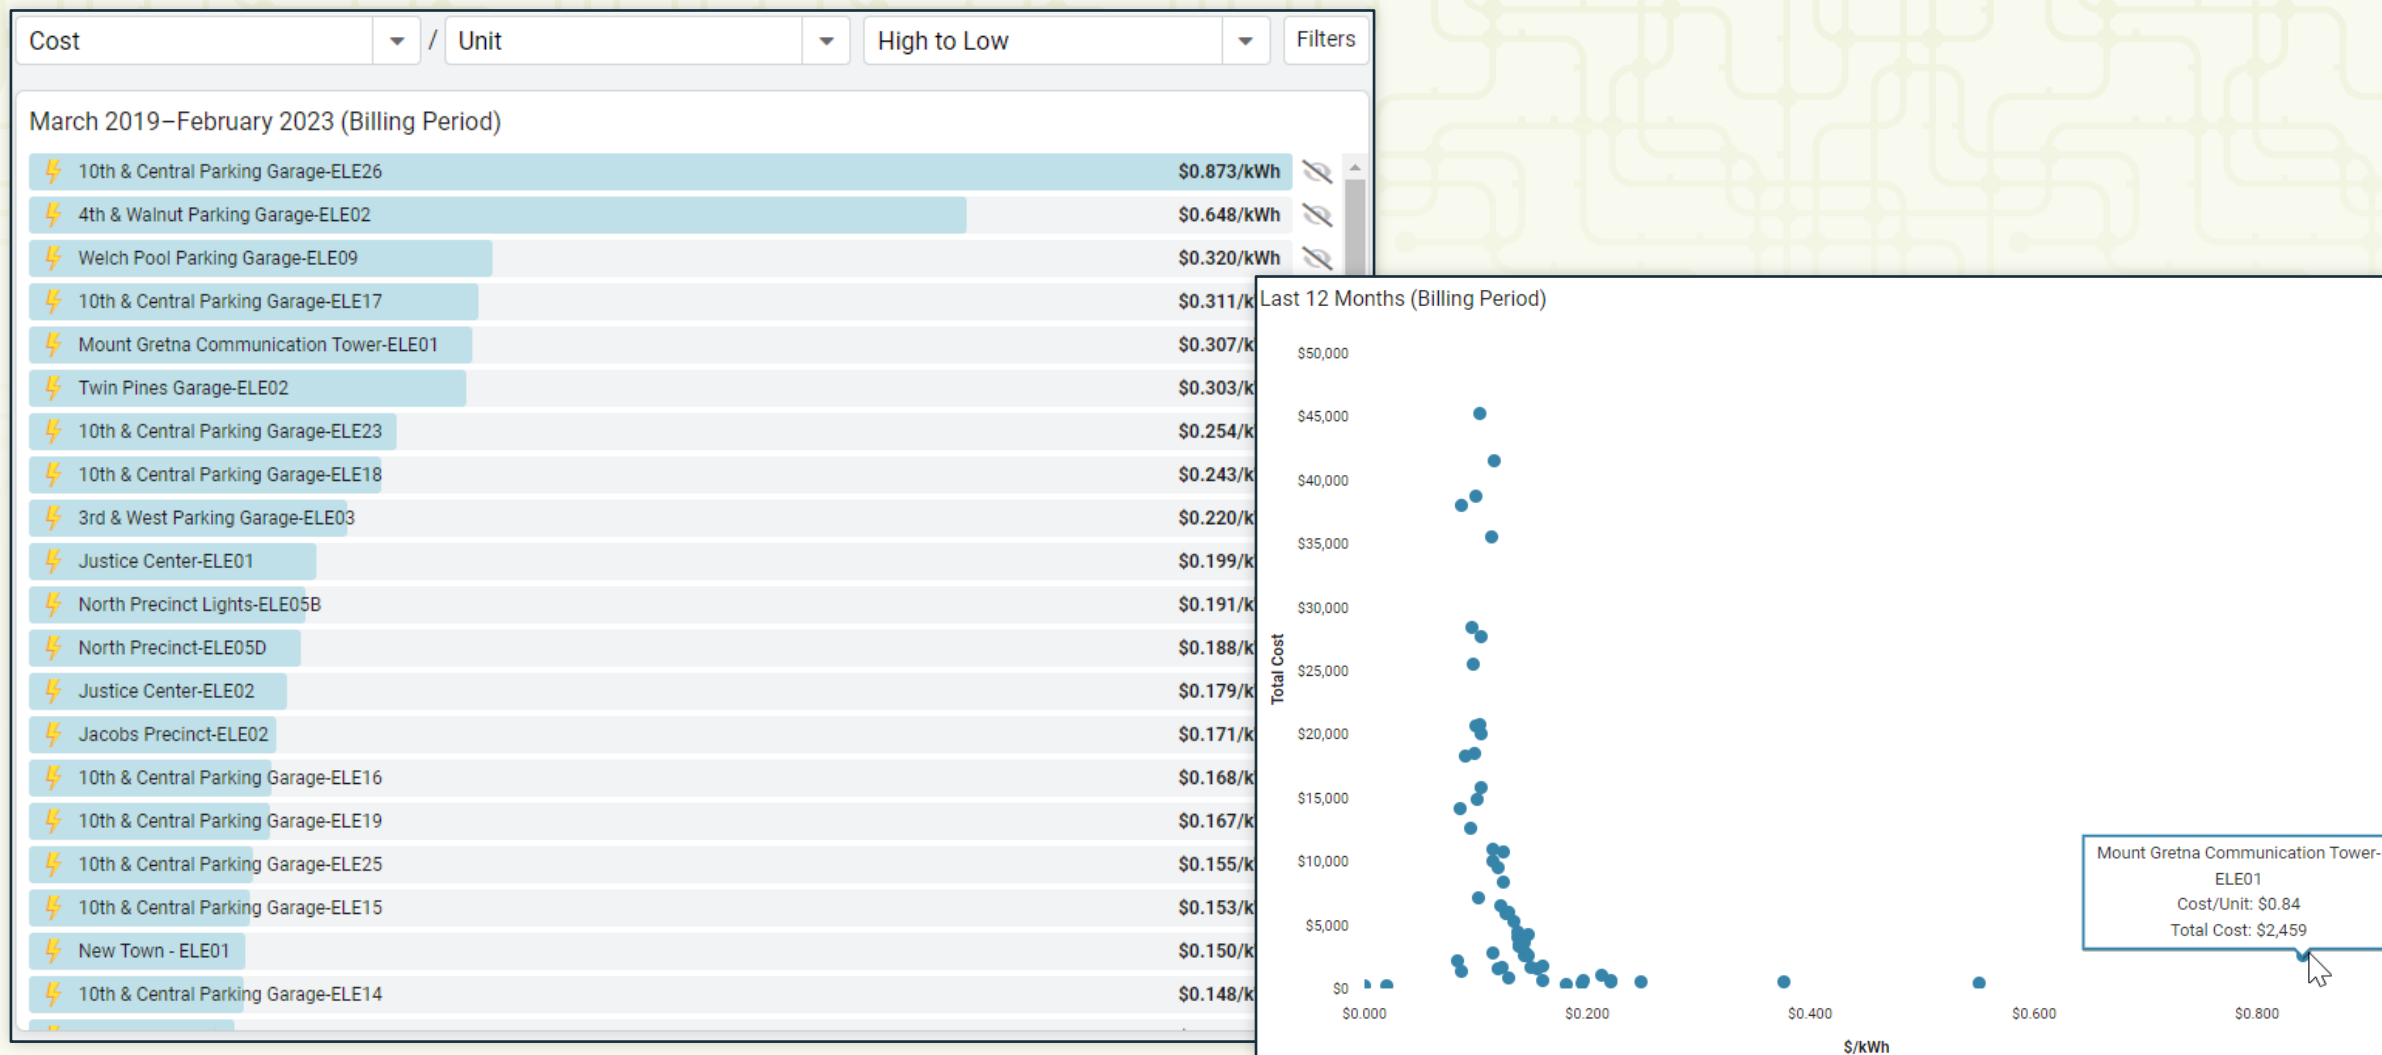 Cost / Unit High to Low Filters
March 2019–February 2023 (Billing Period)
10th & Central Parking Garage-ELE26 $0.873/kWh
4th & Walnut Parking Garage-ELE02 $0.648/kWh
Welch Pool Parking Garage-ELE09 $0.320/kWh
10th & Central Parking Garage-ELE17 $0.311/k
Mount Gretna Communication Tower-ELE01 $0.307/k
Twin Pines Garage-ELE02 $0.303/k
10th & Central Parking Garage-ELE23 $0.254/k
10th & Central Parking Garage-ELE18 $0.243/k
3rd & West Parking Garage-ELE03 $0.220/k
Justice Center-ELE01 $0.199/k
North Precinct Lights-ELE05B $0.191/k
North Precinct-ELE05D $0.188/k
Justice Center-ELE02 $0.179/k
Jacobs Precinct-ELE02 $0.171/k
10th & Central Parking Garage-ELE16 $0.168/k
10th & Central Parking Garage-ELE19 $0.167/k
10th & Central Parking Garage-ELE25 $0.155/k
10th & Central Parking Garage-ELE15 $0.153/k
New Town - ELE01 $0.150/k
10th & Central Parking Garage-ELE14 $0.148/k
Last 12 Months (Billing Period)
$50,000
$45,000
$40,000
$35,000
$30,000
$25,000
$20,000
$15,000
$10,000
$5,000
$0
Total Cost
Mount Gretna Communication Tower-
ELE01
Cost/Unit: $0.84
Total Cost: $2,459
$0.000 $0.200 $0.400 $0.600 $0.800
$/kWh